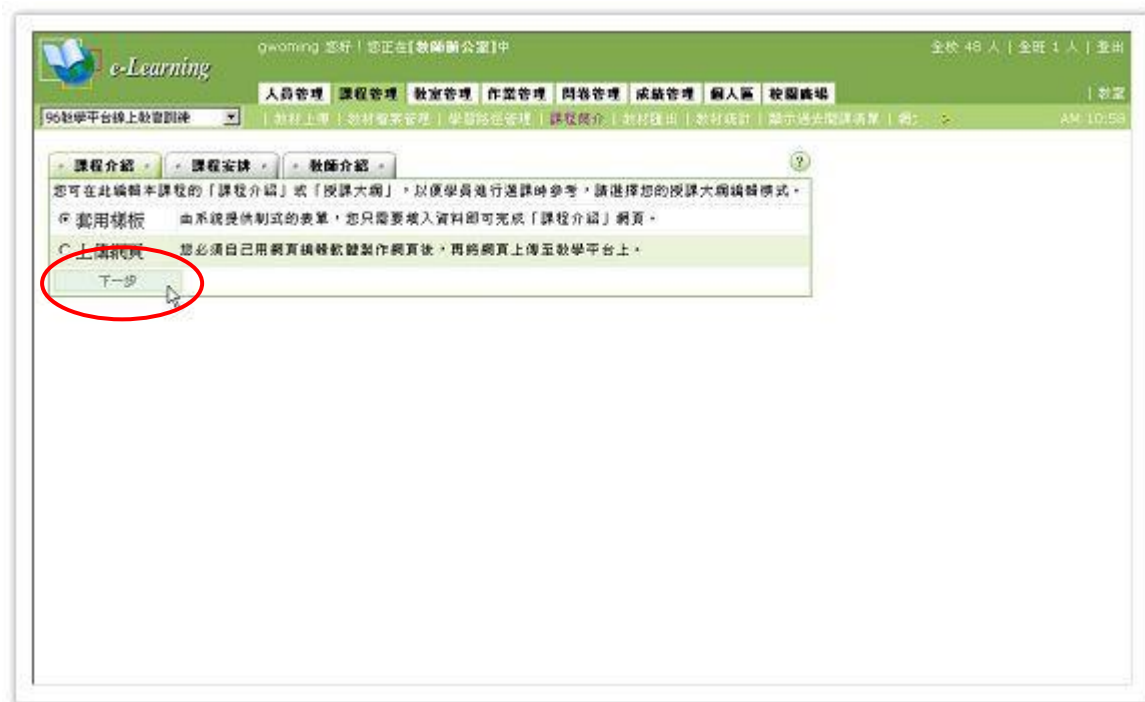 e-Learning
gwoming 您好！您正在[教師辦公室]中
全校 48 人 | 全班 1 人 | 登出
人員管理 課程管理 教室管理 作業管理 問卷管理 成績管理 個人區 校園廣場
| 教室
96教學平台線上教育訓練
| 教材上傳 | 教材檔案管理 | 學習路徑管理 | 課程簡介 | 教材匯出 | 教材統計 | 顯示過去開課清單
AM 10:58
課程介紹 課程安排 教師介紹
?
您可在此編輯本課程的「課程介紹」或「授課大綱」，以便學員進行選課時參考，請選擇您的授課大綱編輯模式。
套用樣板 由系統提供制式的表單，您只需要填入資料即可完成「課程介紹」網頁。
上傳網頁 您必須自己用網頁編輯軟體製作網頁後，再將網頁上傳至教學平台上。
下一步